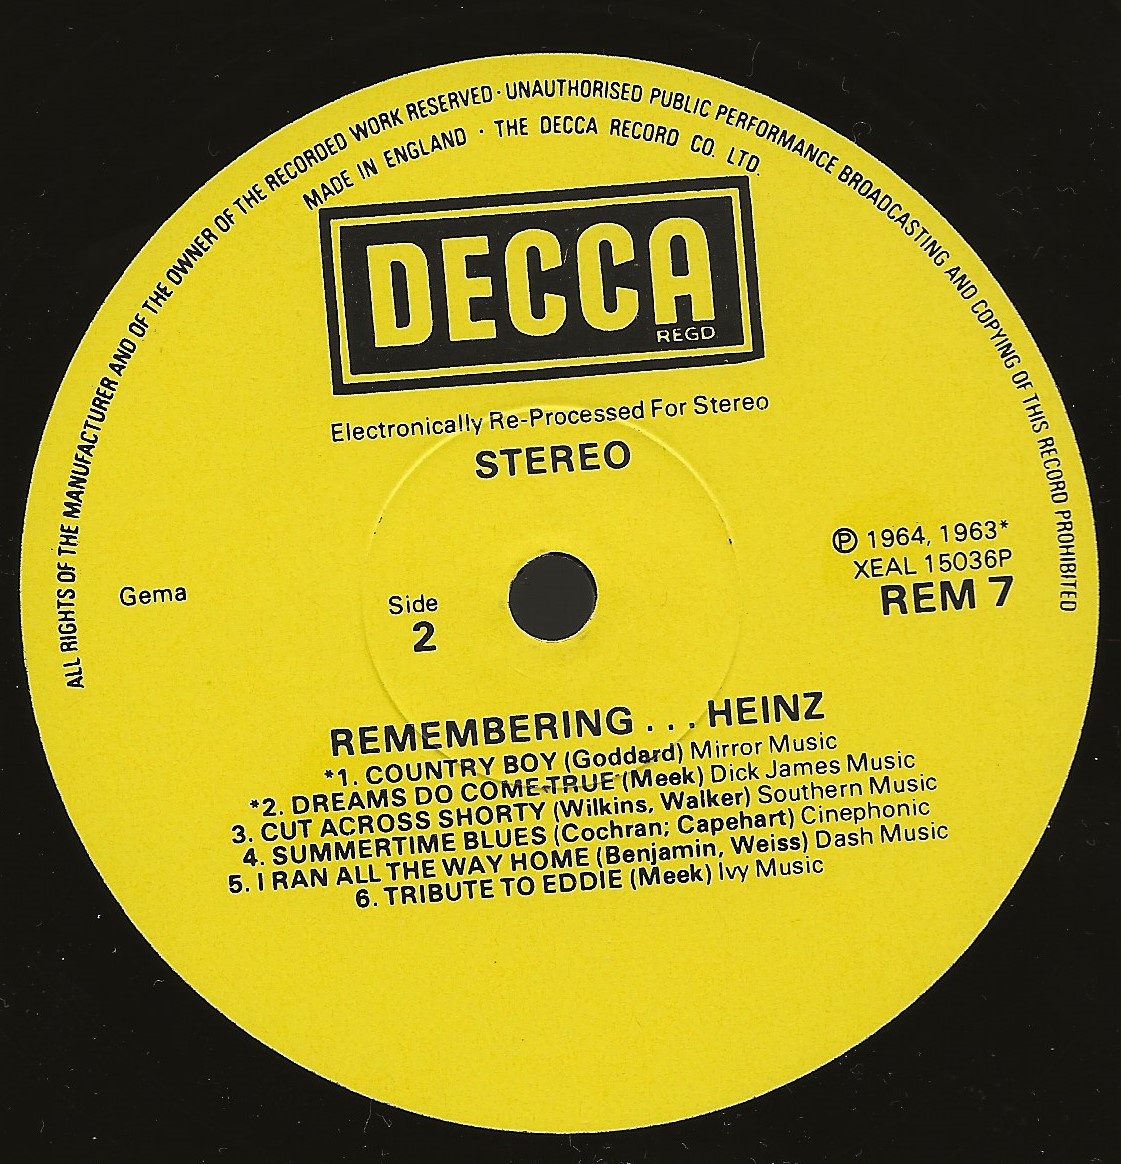 ALL RIGHTS OF THE MANUFACTURER AND OF THE OWNER OF THE RECORDED WORK RESERVED · UNAUTHORISED PUBLIC PERFORMANCE BROADCASTING AND COPYING OF THIS RECORD PROHIBITED
MADE IN ENGLAND · THE DECCA RECORD CO. LTD.
DECCA
REGD
Electronically Re-Processed For Stereo
STEREO
℗ 1964, 1963*
XEAL 15036P
REM 7
Gema
Side
2
REMEMBERING . . . HEINZ
*1. COUNTRY BOY (Goddard) Mirror Music
*2. DREAMS DO COME TRUE (Meek) Dick James Music
3. CUT ACROSS SHORTY (Wilkins, Walker) Southern Music
4. SUMMERTIME BLUES (Cochran; Capehart) Cinephonic
5. I RAN ALL THE WAY HOME (Benjamin, Weiss) Dash Music
6. TRIBUTE TO EDDIE (Meek) Ivy Music